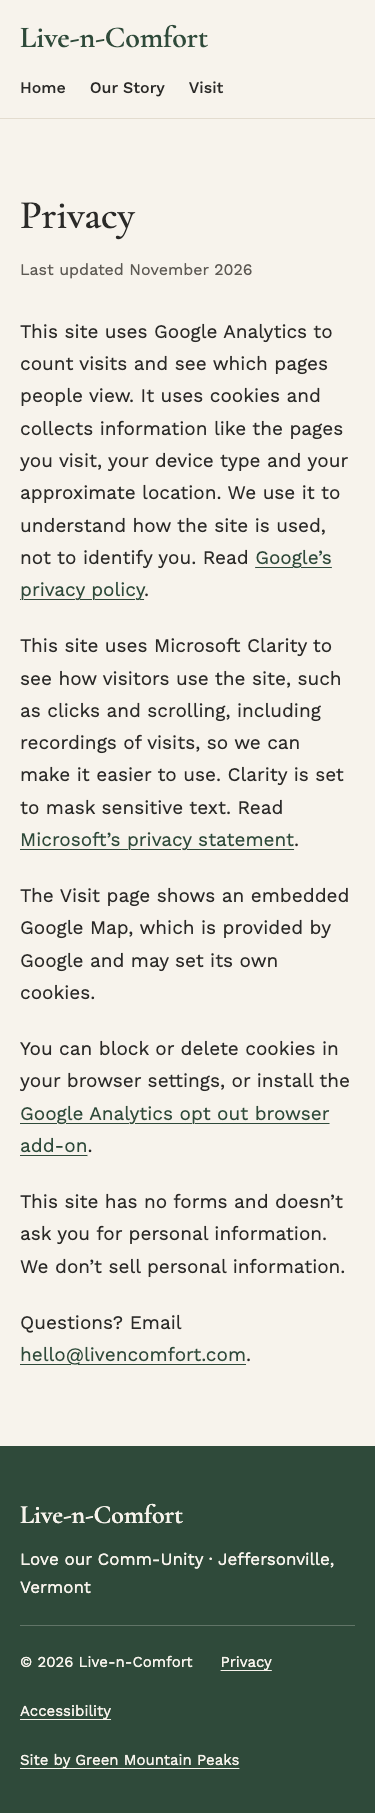 Live-n-Comfort
Home Our Story Visit
Privacy
Last updated November 2026
This site uses Google Analytics to
count visits and see which pages
people view. It uses cookies and
collects information like the pages
you visit, your device type and your
approximate location. We use it to
understand how the site is used,
not to identify you. Read Google’s
privacy policy.
This site uses Microsoft Clarity to
see how visitors use the site, such
as clicks and scrolling, including
recordings of visits, so we can
make it easier to use. Clarity is set
to mask sensitive text. Read
Microsoft’s privacy statement.
The Visit page shows an embedded
Google Map, which is provided by
Google and may set its own
cookies.
You can block or delete cookies in
your browser settings, or install the
Google Analytics opt out browser
add-on.
This site has no forms and doesn’t
ask you for personal information.
We don’t sell personal information.
Questions? Email
hello@livencomfort.com.
Live-n-Comfort
Love our Comm-Unity · Jeffersonville,
Vermont
© 2026 Live-n-Comfort Privacy
Accessibility
Site by Green Mountain Peaks